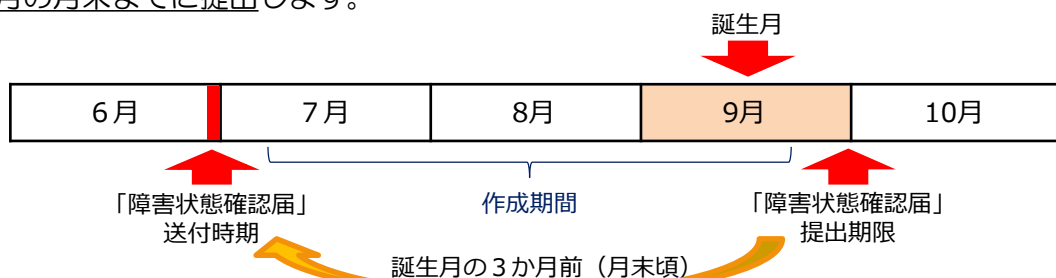 月の月末までに提出します。
誕生月
６月
７月
8月
9月
10月
「障害状態確認届」
送付時期
作成期間
「障害状態確認届」
提出期限
誕生月の３か月前（月末頃）